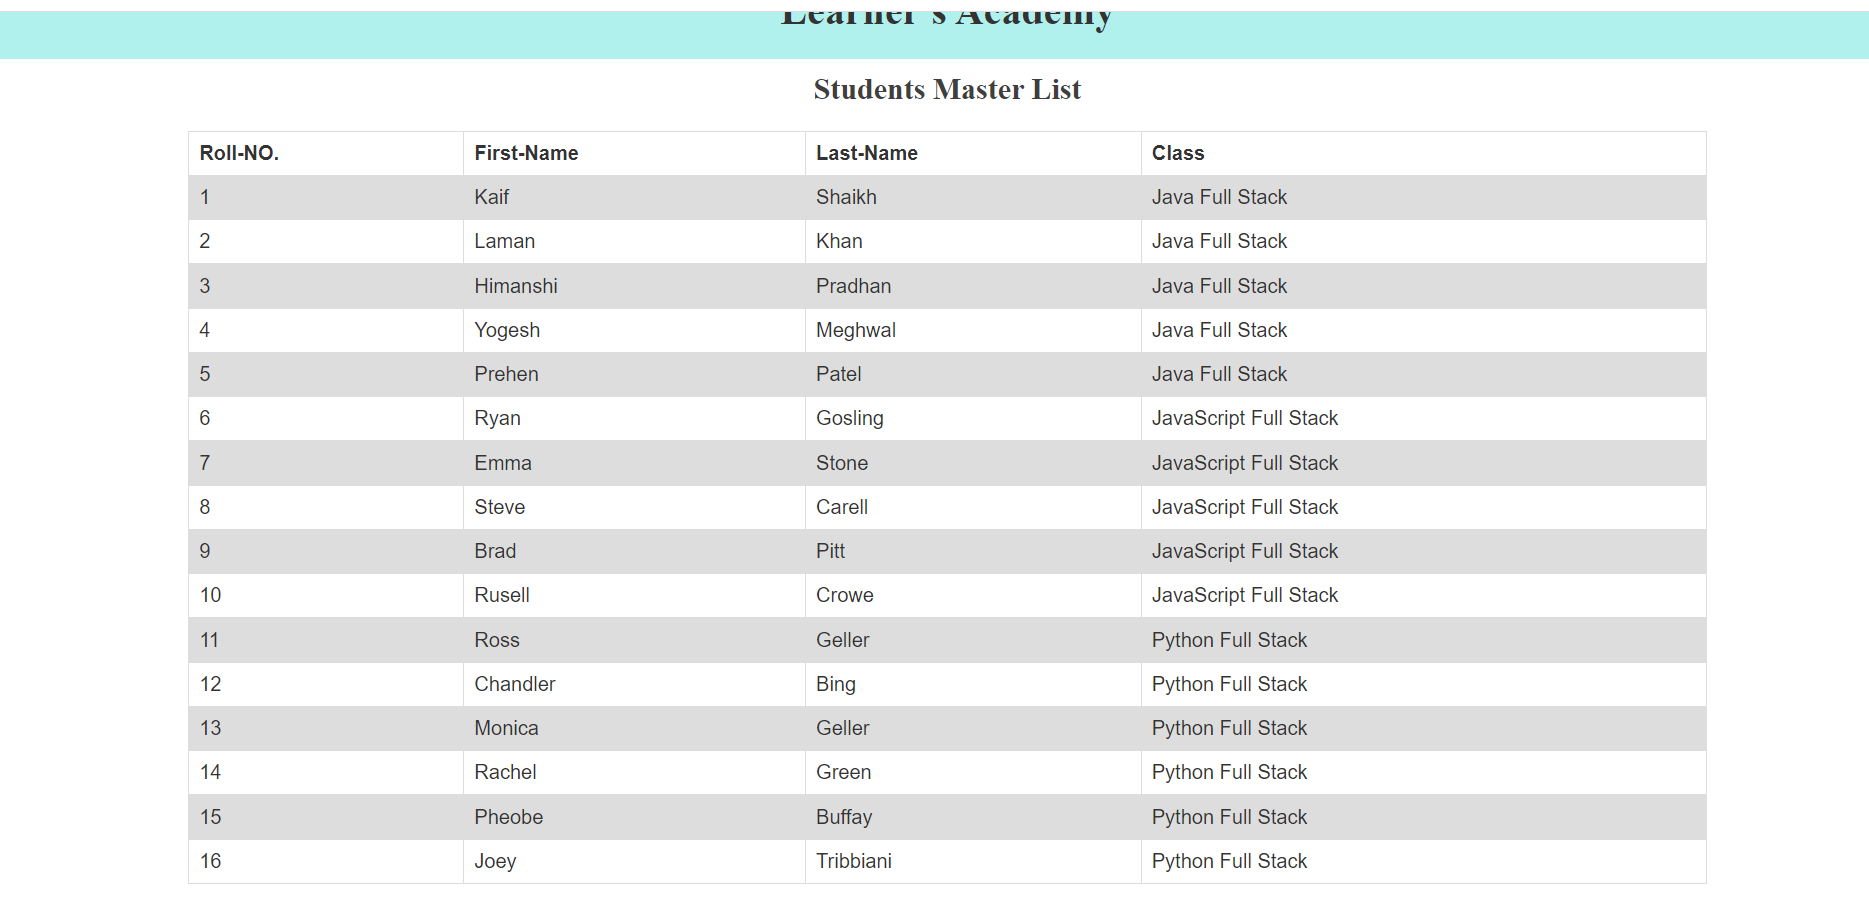 Learner's Academy
Students Master List
Roll-NO. First-Name Last-Name Class
1 Kaif Shaikh Java Full Stack
2 Laman Khan Java Full Stack
3 Himanshi Pradhan Java Full Stack
4 Yogesh Meghwal Java Full Stack
5 Prehen Patel Java Full Stack
6 Ryan Gosling JavaScript Full Stack
7 Emma Stone JavaScript Full Stack
8 Steve Carell JavaScript Full Stack
9 Brad Pitt JavaScript Full Stack
10 Rusell Crowe JavaScript Full Stack
11 Ross Geller Python Full Stack
12 Chandler Bing Python Full Stack
13 Monica Geller Python Full Stack
14 Rachel Green Python Full Stack
15 Pheobe Buffay Python Full Stack
16 Joey Tribbiani Python Full Stack